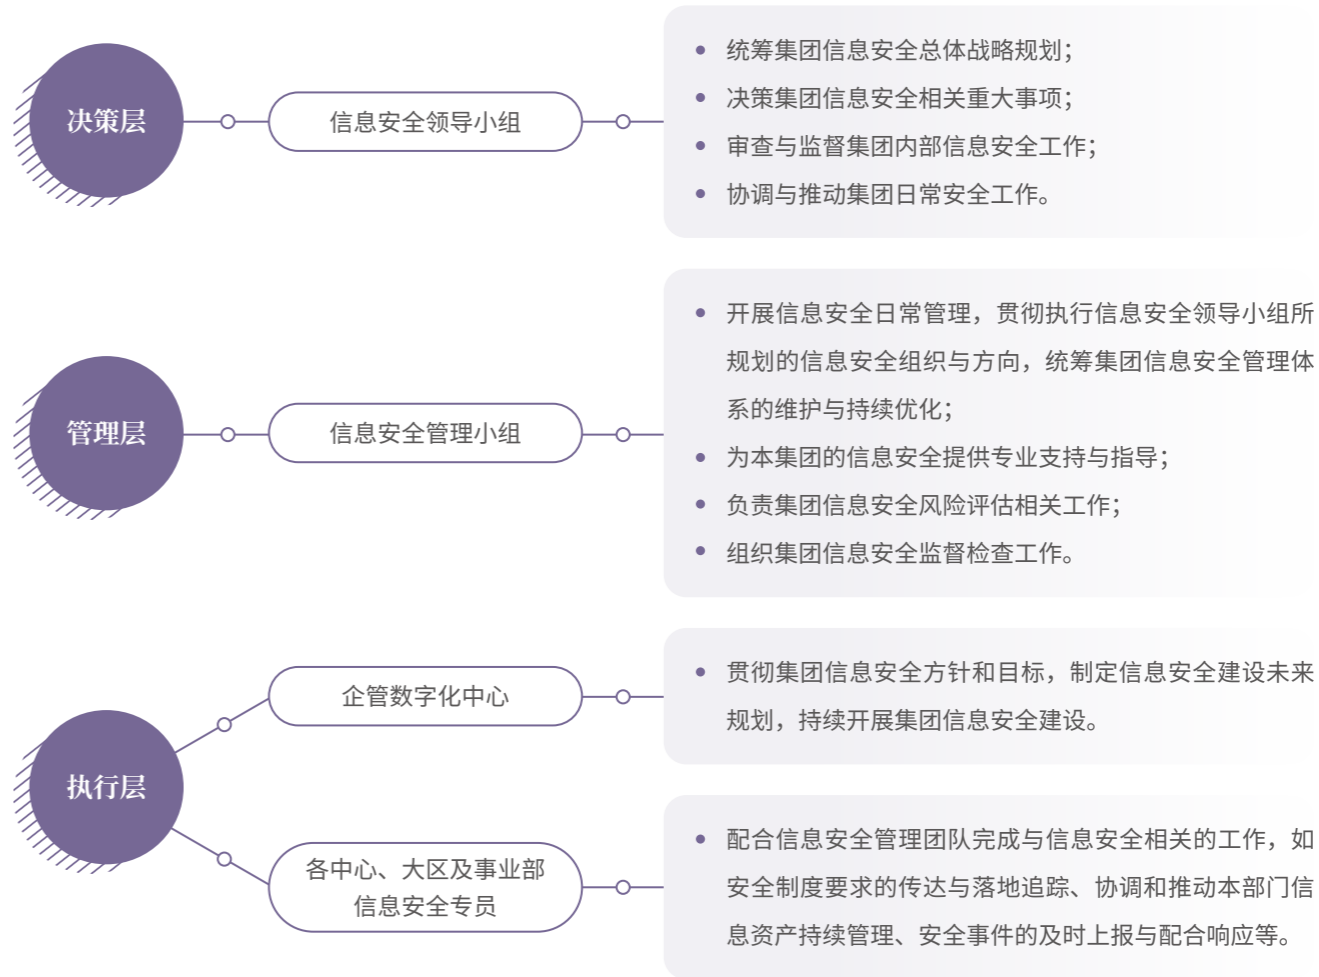 决策层
信息安全领导小组
统筹集团信息安全总体战略规划；
决策集团信息安全相关重大事项；
审查与监督集团内部信息安全工作；
协调与推动集团日常安全工作。
管理层
信息安全管理小组
开展信息安全日常管理，贯彻执行信息安全领导小组所
规划的信息安全组织与方向，统筹集团信息安全管理体
系的维护与持续优化；
为本集团的信息安全提供专业支持与指导；
负责集团信息安全风险评估相关工作；
组织集团信息安全监督检查工作。
执行层
企管数字化中心
贯彻集团信息安全方针和目标，制定信息安全建设未来
规划，持续开展集团信息安全建设。
各中心、大区及事业部
信息安全专员
配合信息安全管理团队完成与信息安全相关的工作，如
安全制度要求的传达与落地追踪、协调和推动本部门信
息资产持续管理、安全事件的及时上报与配合响应等。